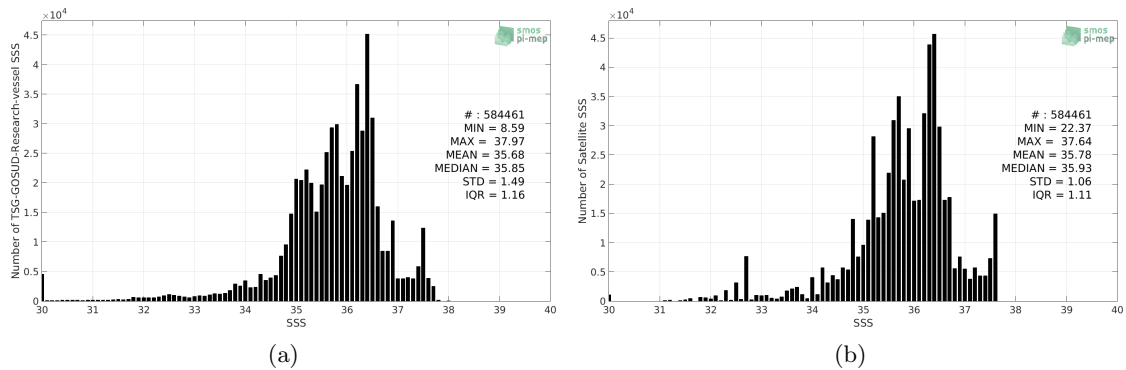 ×10⁴
smos
pi-mep
5
4.5
4
3.5
3
2.5
2
1.5
1
0.5
0
Number of TSG-GOSUD-Research-vessel SSS
# : 584461
MIN = 8.59
MAX = 37.97
MEAN = 35.68
MEDIAN = 35.85
STD = 1.49
IQR = 1.16
30 31 32 33 34 35 36 37 38 39 40
SSS
(a)
×10⁴
smos
pi-mep
4.5
4
3.5
3
2.5
2
1.5
1
0.5
0
Number of Satellite SSS
# : 584461
MIN = 22.37
MAX = 37.64
MEAN = 35.78
MEDIAN = 35.93
STD = 1.06
IQR = 1.11
30 31 32 33 34 35 36 37 38 39 40
SSS
(b)